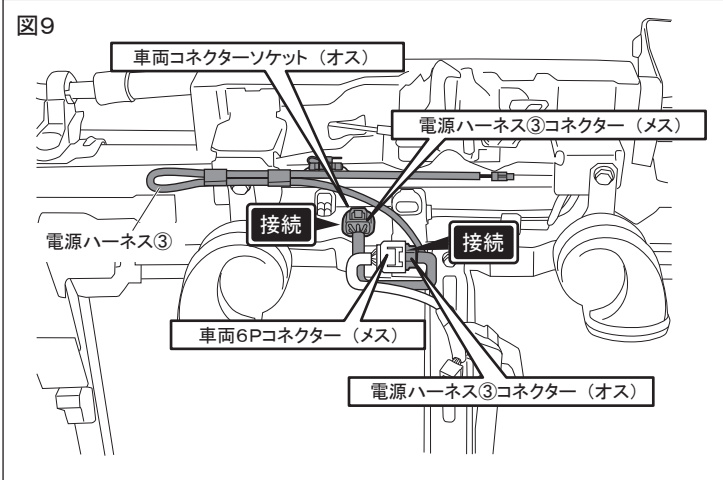 図9
車両コネクターソケット（オス）
電源ハーネス③コネクター（メス）
接続
電源ハーネス③
接続
車両6Pコネクター（メス）
電源ハーネス③コネクター（オス）